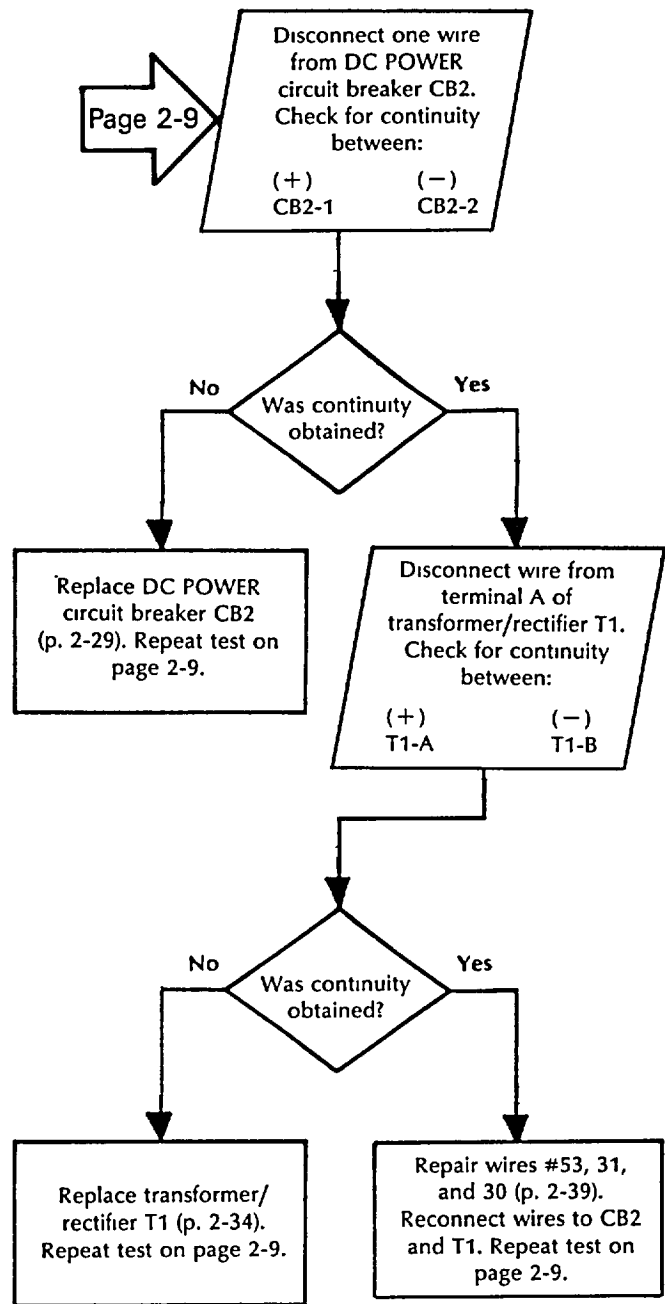 Page 2-9
Disconnect one wire
from DC POWER
circuit breaker CB2.
Check for continuity
between:
(+) (−)
CB2-1 CB2-2
Was continuity
obtained?
No
Yes
Replace DC POWER
circuit breaker CB2
(p. 2-29). Repeat test on
page 2-9.
Disconnect wire from
terminal A of
transformer/rectifier T1.
Check for continuity
between:
(+) (−)
T1-A T1-B
Was continuity
obtained?
No
Yes
Replace transformer/
rectifier T1 (p. 2-34).
Repeat test on page 2-9.
Repair wires #53, 31,
and 30 (p. 2-39).
Reconnect wires to CB2
and T1. Repeat test on
page 2-9.